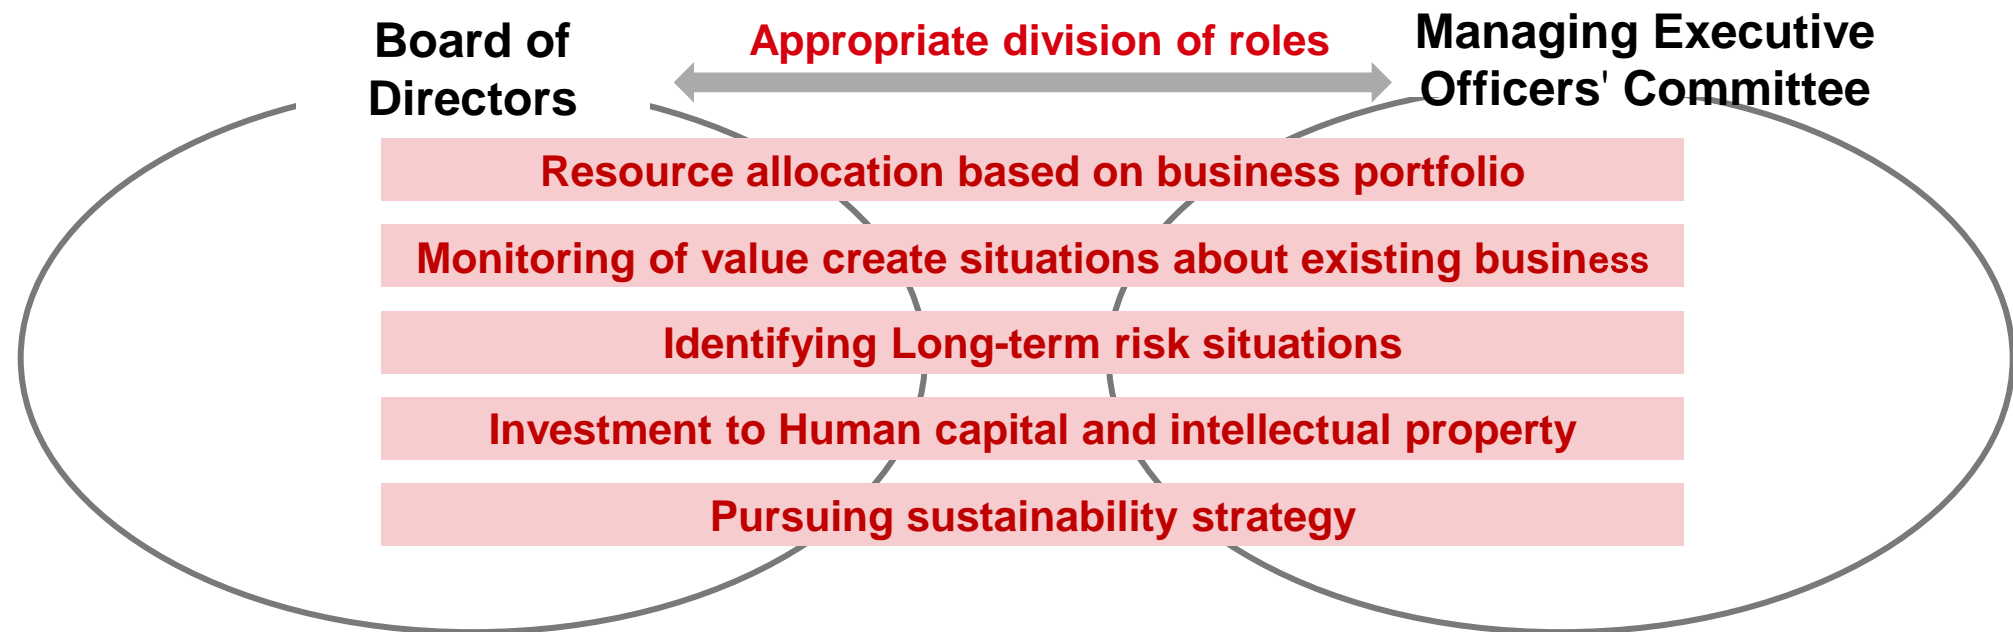 Board of
Directors
Appropriate division of roles
Managing Executive
Officers' Committee
Resource allocation based on business portfolio
Monitoring of value create situations about existing business
Identifying Long-term risk situations
Investment to Human capital and intellectual property
Pursuing sustainability strategy